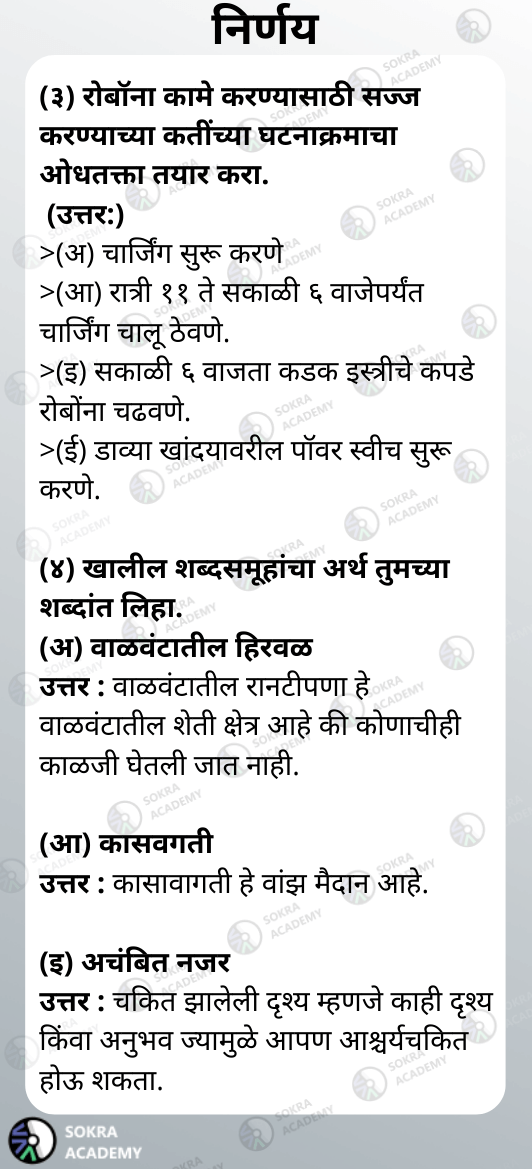 निर्णय
(३) रोबॉना कामे करण्यासाठी सज्ज
करण्याच्या कतींच्या घटनाक्रमाचा
ओधतक्ता तयार करा.
(उत्तर:)
>(अ) चार्जिंग सुरू करणे
>(आ) रात्री ११ ते सकाळी ६ वाजेपर्यंत
चार्जिंग चालू ठेवणे.
>(इ) सकाळी ६ वाजता कडक इस्त्रीचे कपडे
रोबोंना चढवणे.
>(ई) डाव्या खांदयावरील पॉवर स्वीच सुरू
करणे.
(४) खालील शब्दसमूहांचा अर्थ तुमच्या
शब्दांत लिहा.
(अ) वाळवंटातील हिरवळ
उत्तर : वाळवंटातील रानटीपणा हे
वाळवंटातील शेती क्षेत्र आहे की कोणाचीही
काळजी घेतली जात नाही.
(आ) कासवगती
उत्तर : कासावागती हे वांझ मैदान आहे.
(इ) अचंबित नजर
उत्तर : चकित झालेली दृश्य म्हणजे काही दृश्य
किंवा अनुभव ज्यामुळे आपण आश्चर्यचकित
होऊ शकता.
SOKRA
ACADEMY